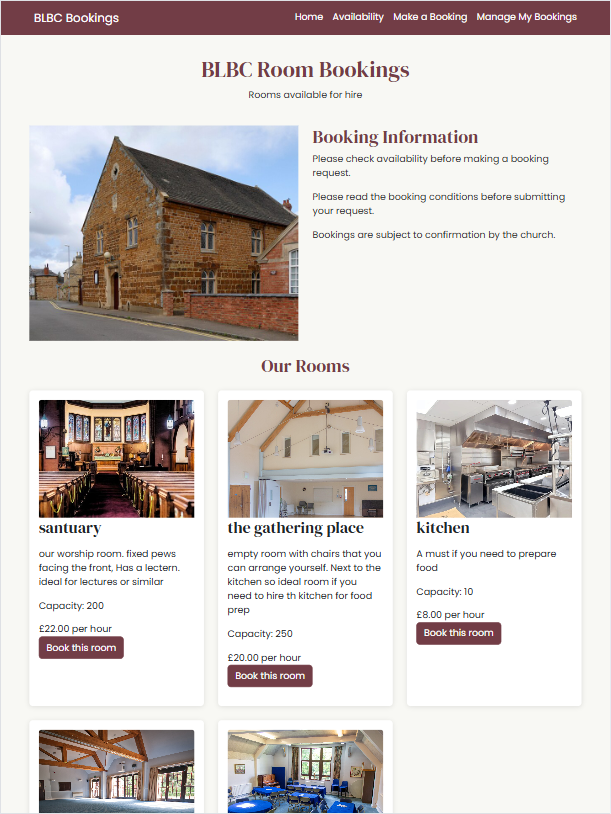 BLBC Bookings
Home Availability Make a Booking Manage My Bookings
BLBC Room Bookings
Rooms available for hire
Booking Information
Please check availability before making a booking
request.
Please read the booking conditions before submitting
your request.
Bookings are subject to confirmation by the church.
Our Rooms
santuary
our worship room. fixed pews
facing the front, Has a lectern.
ideal for lectures or similar
Capacity: 200
£22.00 per hour
Book this room
the gathering place
empty room with chairs that you
can arrange yourself. Next to the
kitchen so ideal room if you
need to hire th kitchen for food
prep
Capacity: 250
£20.00 per hour
Book this room
kitchen
A must if you need to prepare
food
Capacity: 10
£8.00 per hour
Book this room